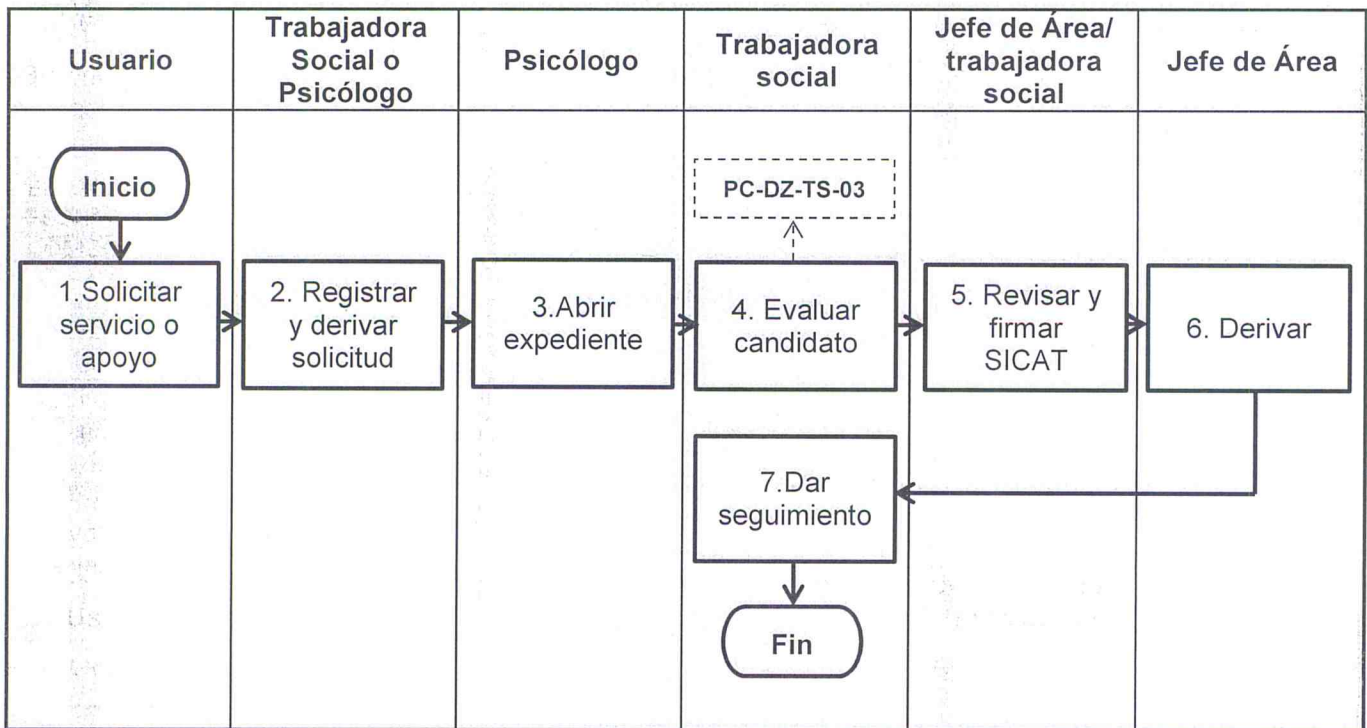 Usuario
Trabajadora
Social o
Psicólogo
Psicólogo
Trabajadora
social
Jefe de Área/
trabajadora
social
Jefe de Área
Inicio
PC-DZ-TS-03
1.Solicitar
servicio o
apoyo
2. Registrar
y derivar
solicitud
3.Abrir
expediente
4. Evaluar
candidato
5. Revisar y
firmar
SICAT
6. Derivar
7.Dar
seguimiento
Fin